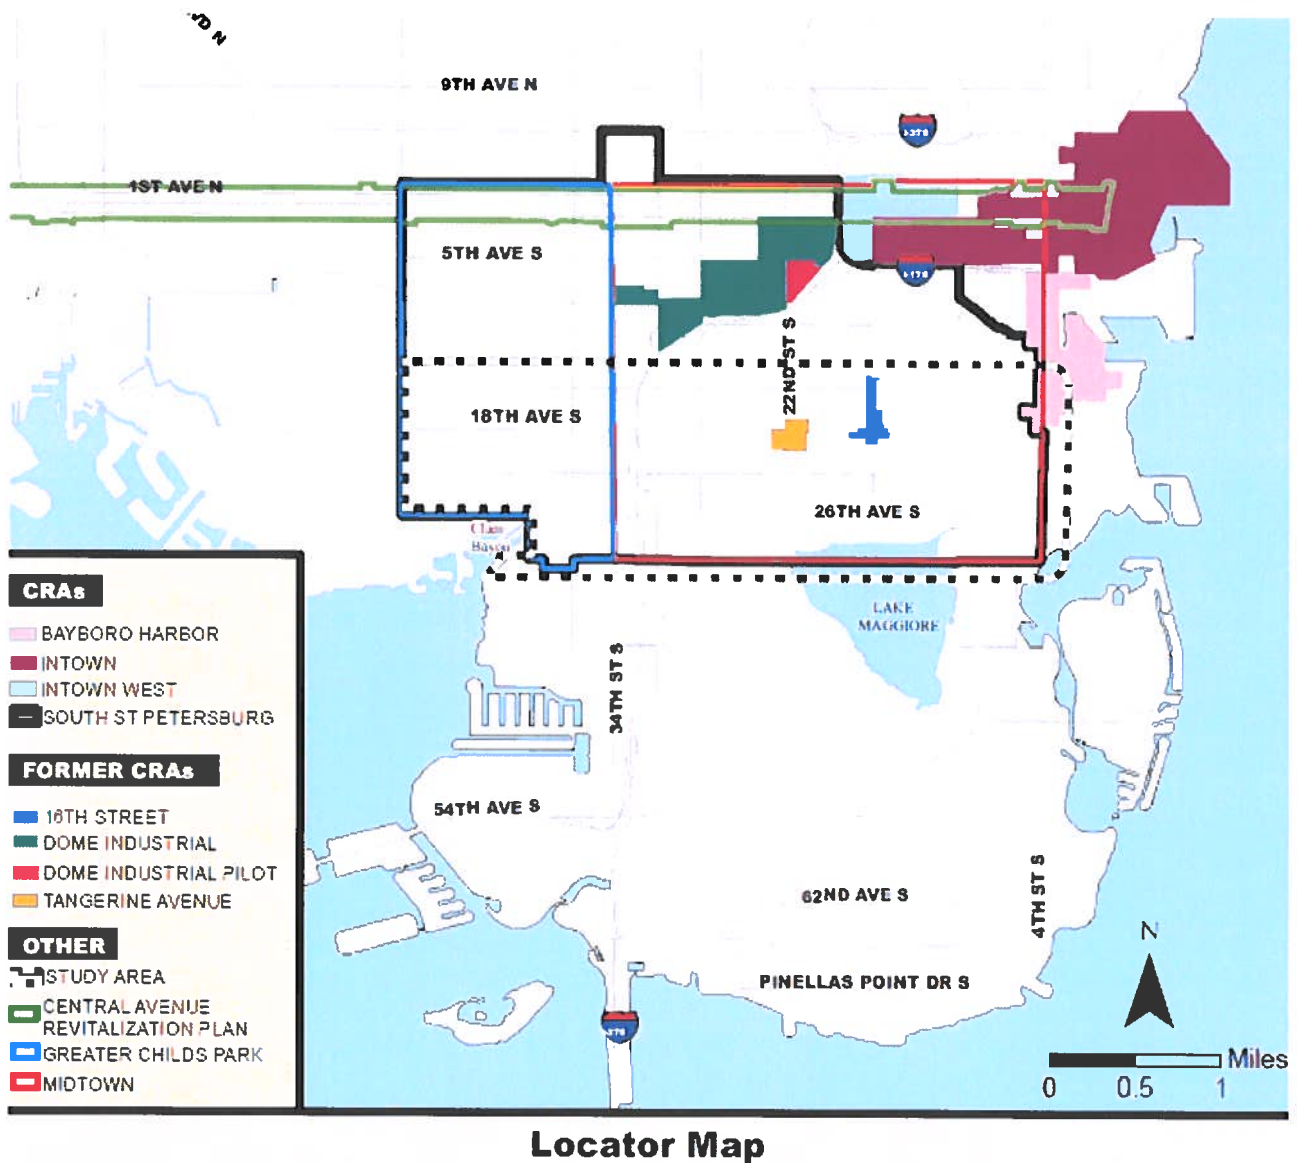 9TH AVE N
1ST AVE N
5TH AVE S
22ND ST S
18TH AVE S
26TH AVE S
Clam
Bayou
LAKE
MAGGIORE
34TH ST S
54TH AVE S
62ND AVE S
4TH ST S
PINELLAS POINT DR S
CRAs
BAYBORO HARBOR
INTOWN
INTOWN WEST
SOUTH ST PETERSBURG
FORMER CRAs
16TH STREET
DOME INDUSTRIAL
DOME INDUSTRIAL PILOT
TANGERINE AVENUE
OTHER
STUDY AREA
CENTRAL AVENUE
REVITALIZATION PLAN
GREATER CHILDS PARK
MIDTOWN
N
Miles
0 0.5 1
Locator Map